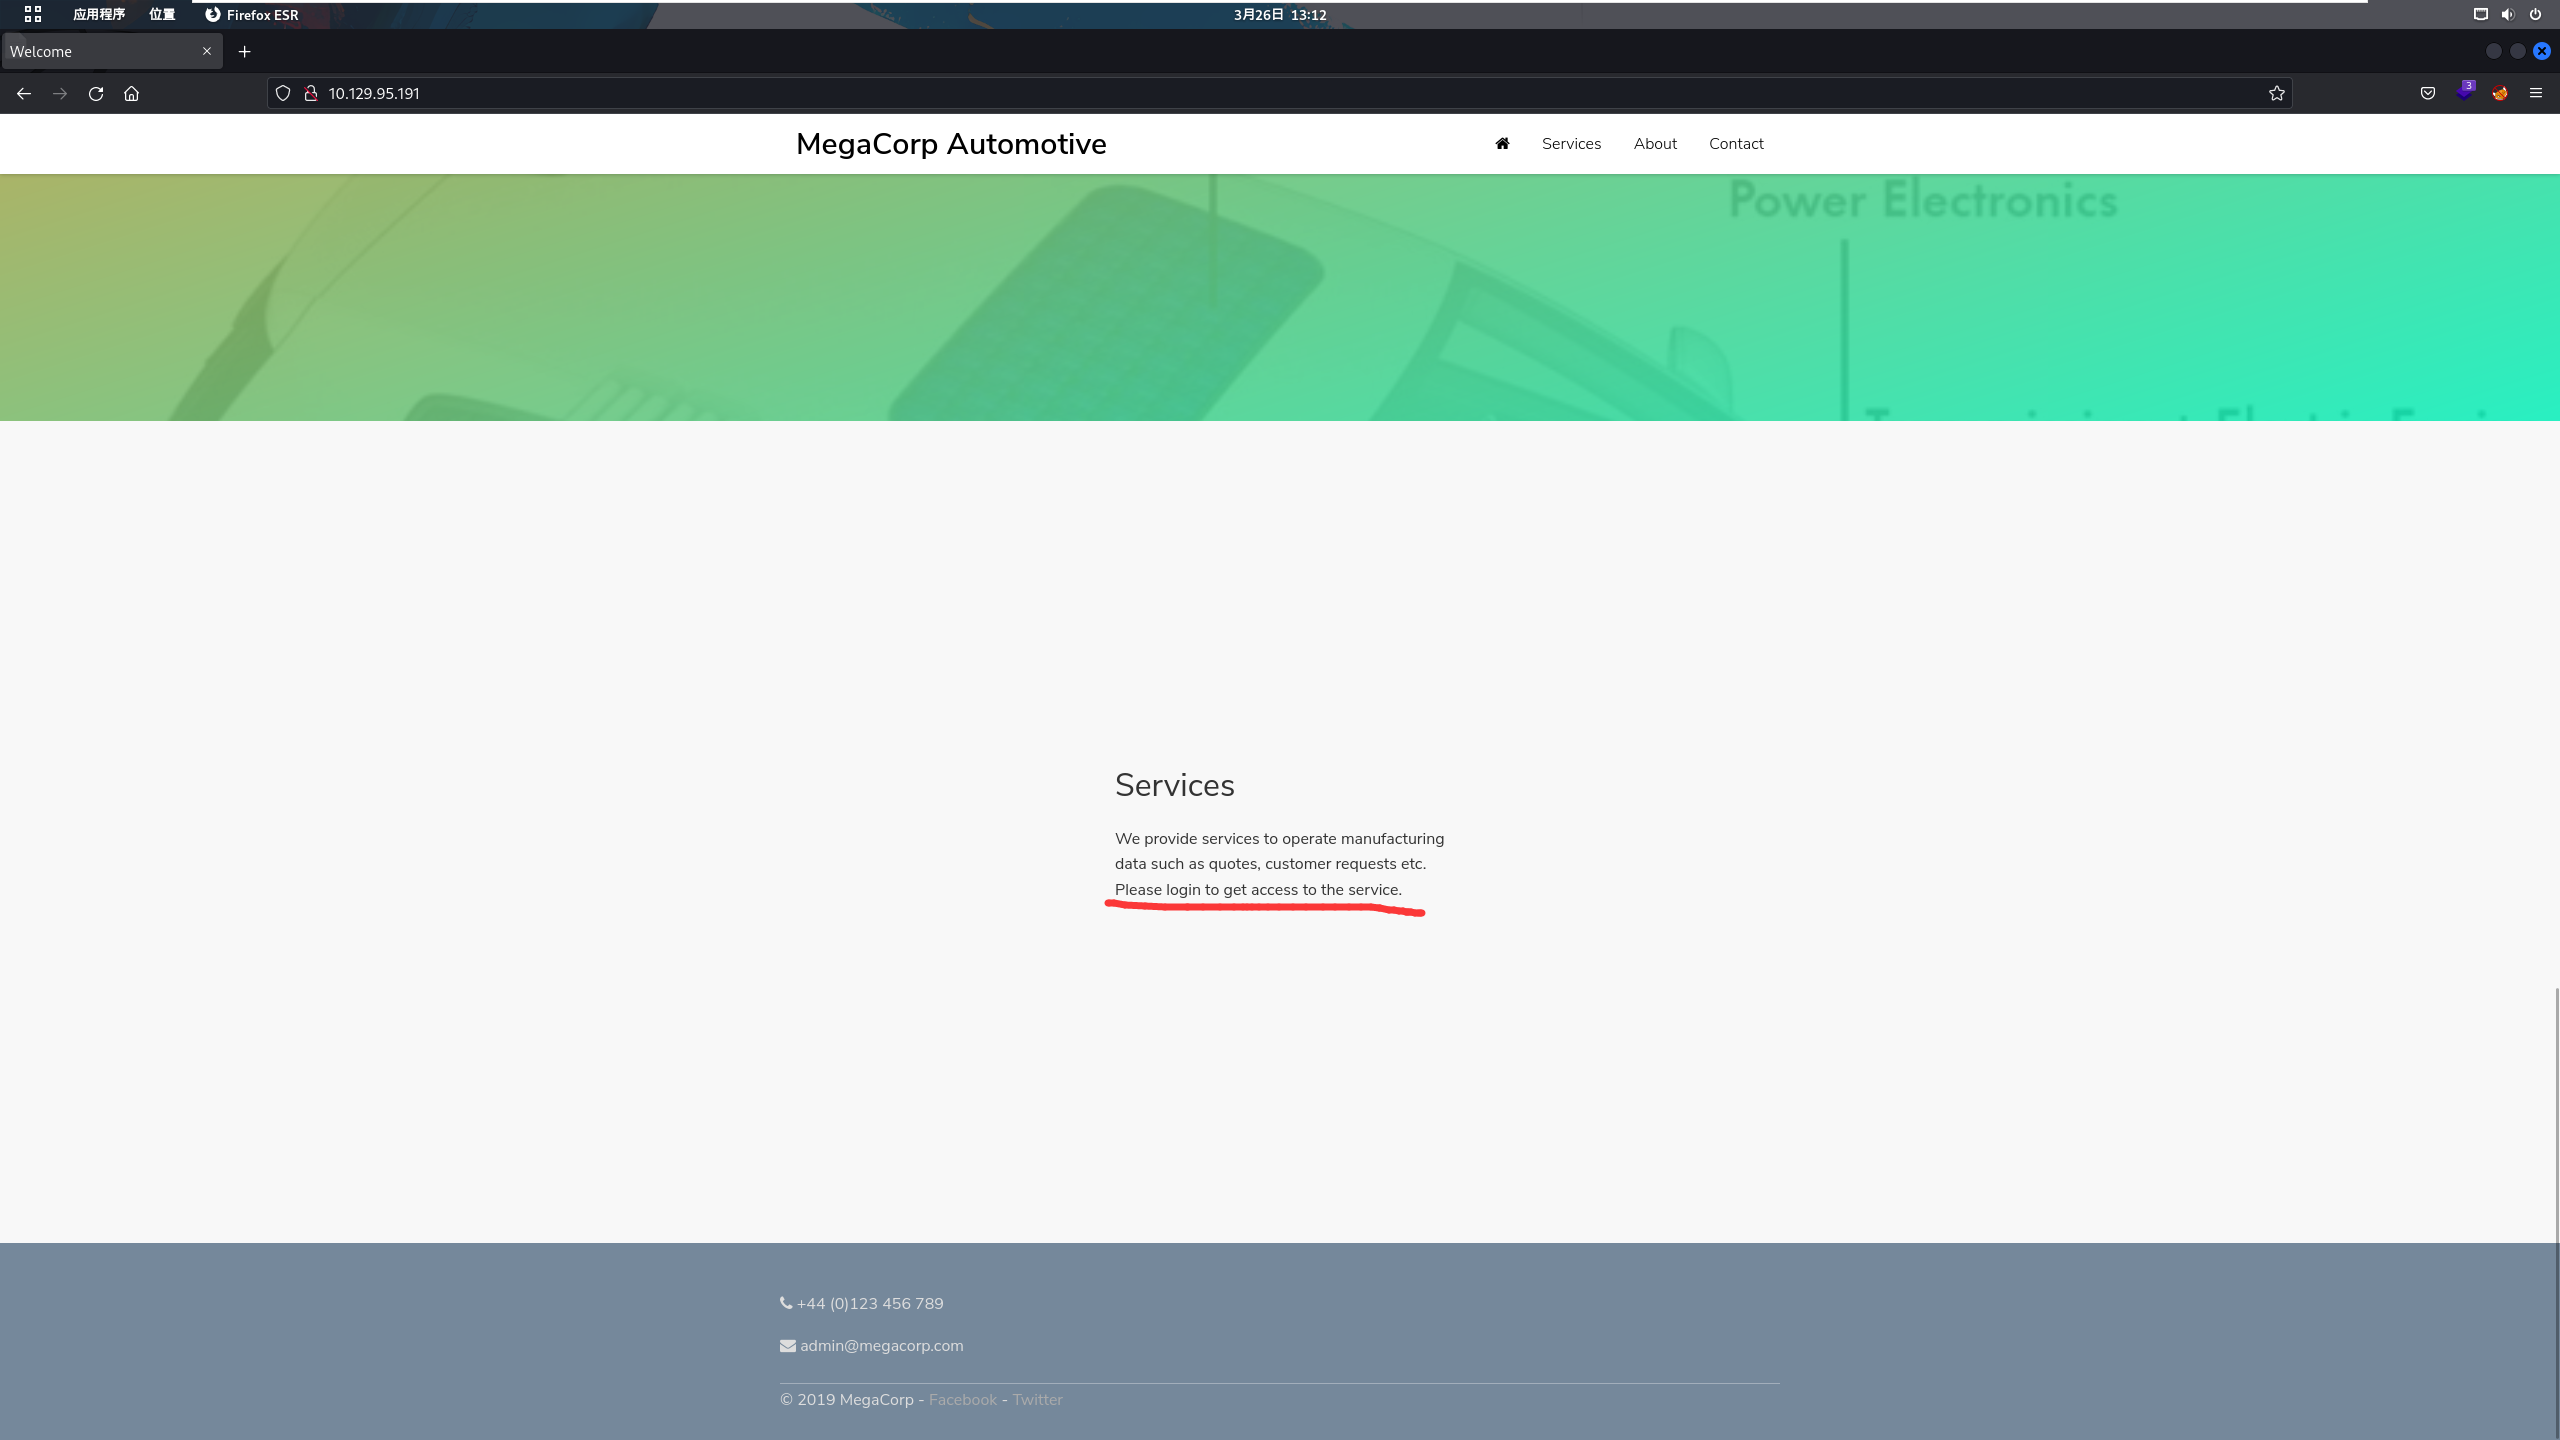 应用程序 位置 Firefox ESR 3月26日 13:12
Welcome
10.129.95.191
3
MegaCorp Automotive Services About Contact
Power Electronics
Services
We provide services to operate manufacturing
data such as quotes, customer requests etc.
Please login to get access to the service.
+44 (0)123 456 789
admin@megacorp.com
© 2019 MegaCorp - Facebook - Twitter